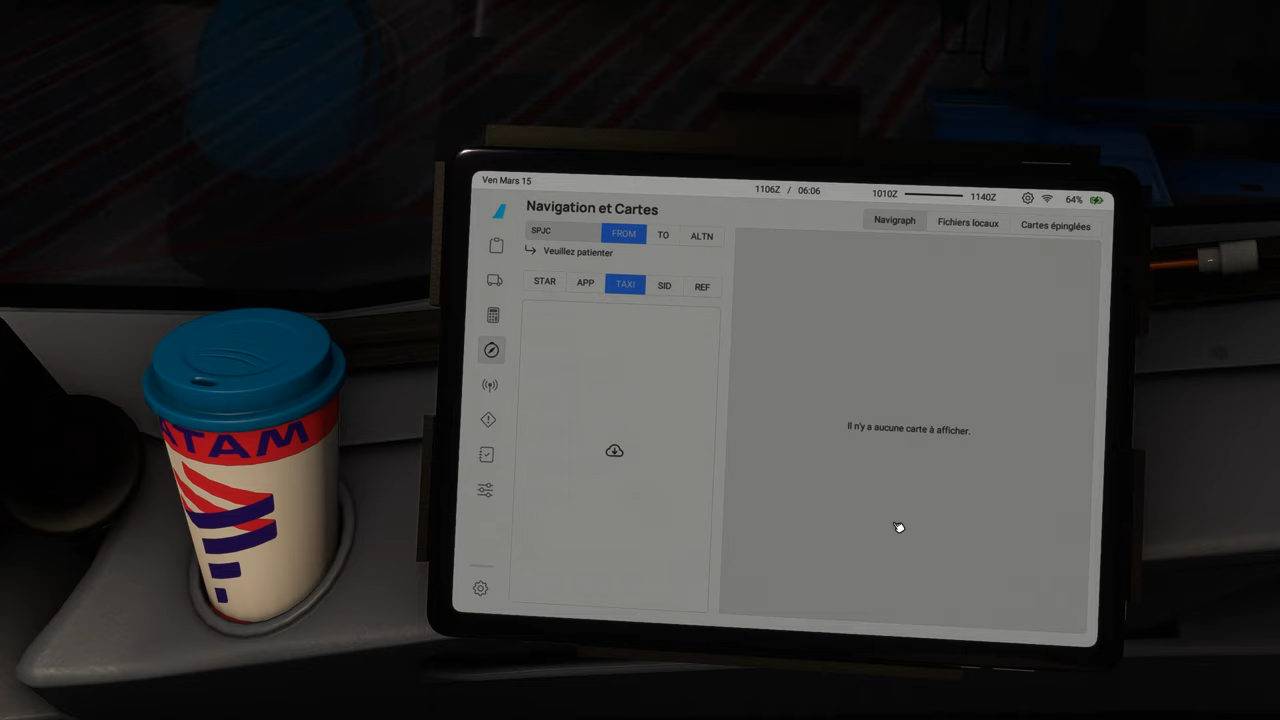 Ven Mars 15
1106Z / 06:06
1010Z 1140Z
64%
Navigation et Cartes
Navigraph
Fichiers locaux
Cartes épinglées
SPJC
FROM
TO
ALTN
Veuillez patienter
STAR
APP
TAXI
SID
REF
Il n'y a aucune carte à afficher.
ATAM